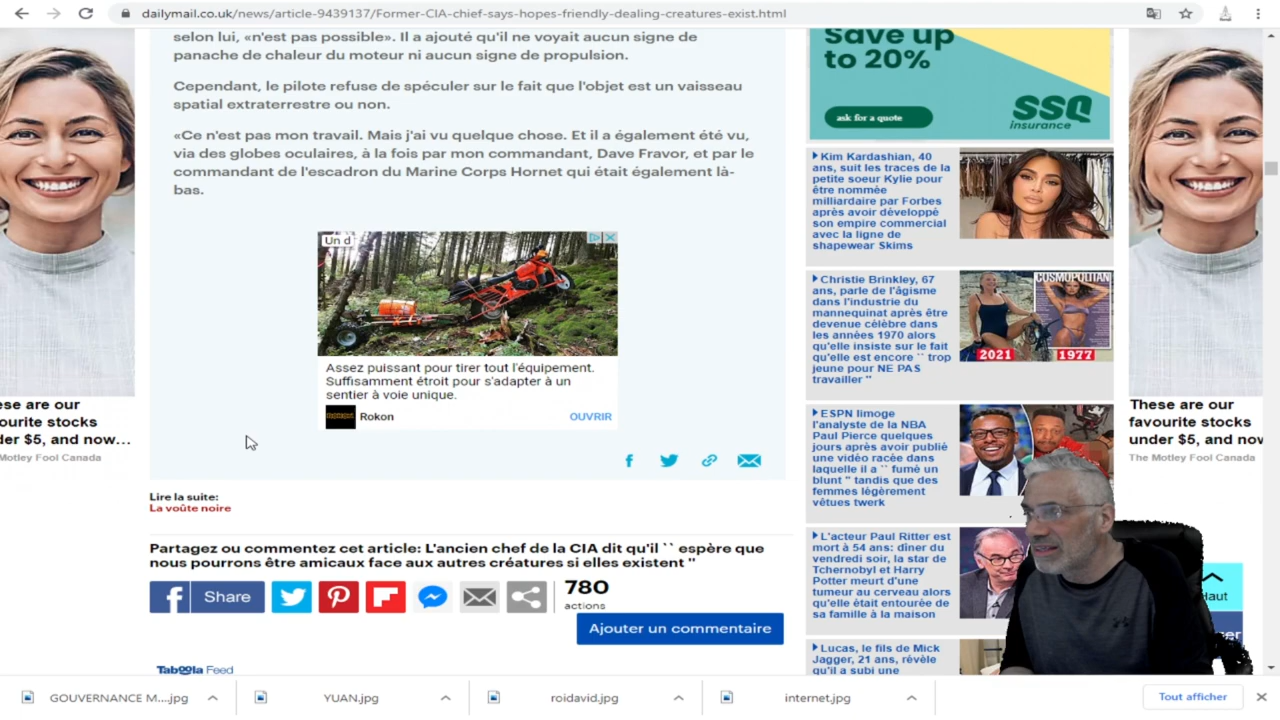 dailymail.co.uk/news/article-9439137/Former-CIA-chief-says-hopes-friendly-dealing-creatures-exist.html
selon lui, «n'est pas possible». Il a ajouté qu'il ne voyait aucun signe de
panache de chaleur du moteur ni aucun signe de propulsion.
Cependant, le pilote refuse de spéculer sur le fait que l'objet est un vaisseau
spatial extraterrestre ou non.
«Ce n'est pas mon travail. Mais j'ai vu quelque chose. Et il a également été vu,
via des globes oculaires, à la fois par mon commandant, Dave Fravor, et par le
commandant de l'escadron du Marine Corps Hornet qui était également là-
bas.
Un d
Assez puissant pour tirer tout l'équipement.
Suffisamment étroit pour s'adapter à un
sentier à voie unique.
Rokon
OUVRIR
Lire la suite:
La voûte noire
Partagez ou commentez cet article: L'ancien chef de la CIA dit qu'il `` espère que
nous pourrons être amicaux face aux autres créatures si elles existent ''
Share
780
actions
Ajouter un commentaire
Taboola Feed
Save up
to 20%
ask for a quote
SSQ
insurance
Kim Kardashian, 40
ans, suit les traces de la
petite soeur Kylie pour
être nommée
milliardaire par Forbes
après avoir développé
son empire commercial
avec la ligne de
shapewear Skims
Christie Brinkley, 67
ans, parle de l'âgisme
dans l'industrie du
mannequinat après être
devenue célèbre dans
les années 1970 alors
qu'elle insiste sur le fait
qu'elle est encore `` trop
jeune pour NE PAS
travailler ''
COSMOPOLITAN
2021
1977
ESPN limoge
l'analyste de la NBA
Paul Pierce quelques
jours après avoir publié
une vidéo racée dans
laquelle il a `` fumé un
blunt '' tandis que des
femmes légèrement
vêtues twerk
L'acteur Paul Ritter est
mort à 54 ans: dîner du
vendredi soir, la star de
Tchernobyl et Harry
Potter meurt d'une
tumeur au cerveau alors
qu'elle était entourée de
sa famille à la maison
Lucas, le fils de Mick
Jagger, 21 ans, révèle
qu'il a suivi une
ese are our
ourite stocks
der $5, and now...
Motley Fool Canada
These are our
favourite stocks
under $5, and now
The Motley Fool Canada
Haut
er
GOUVERNANCE M....jpg
YUAN.jpg
roidavid.jpg
internet.jpg
Tout afficher